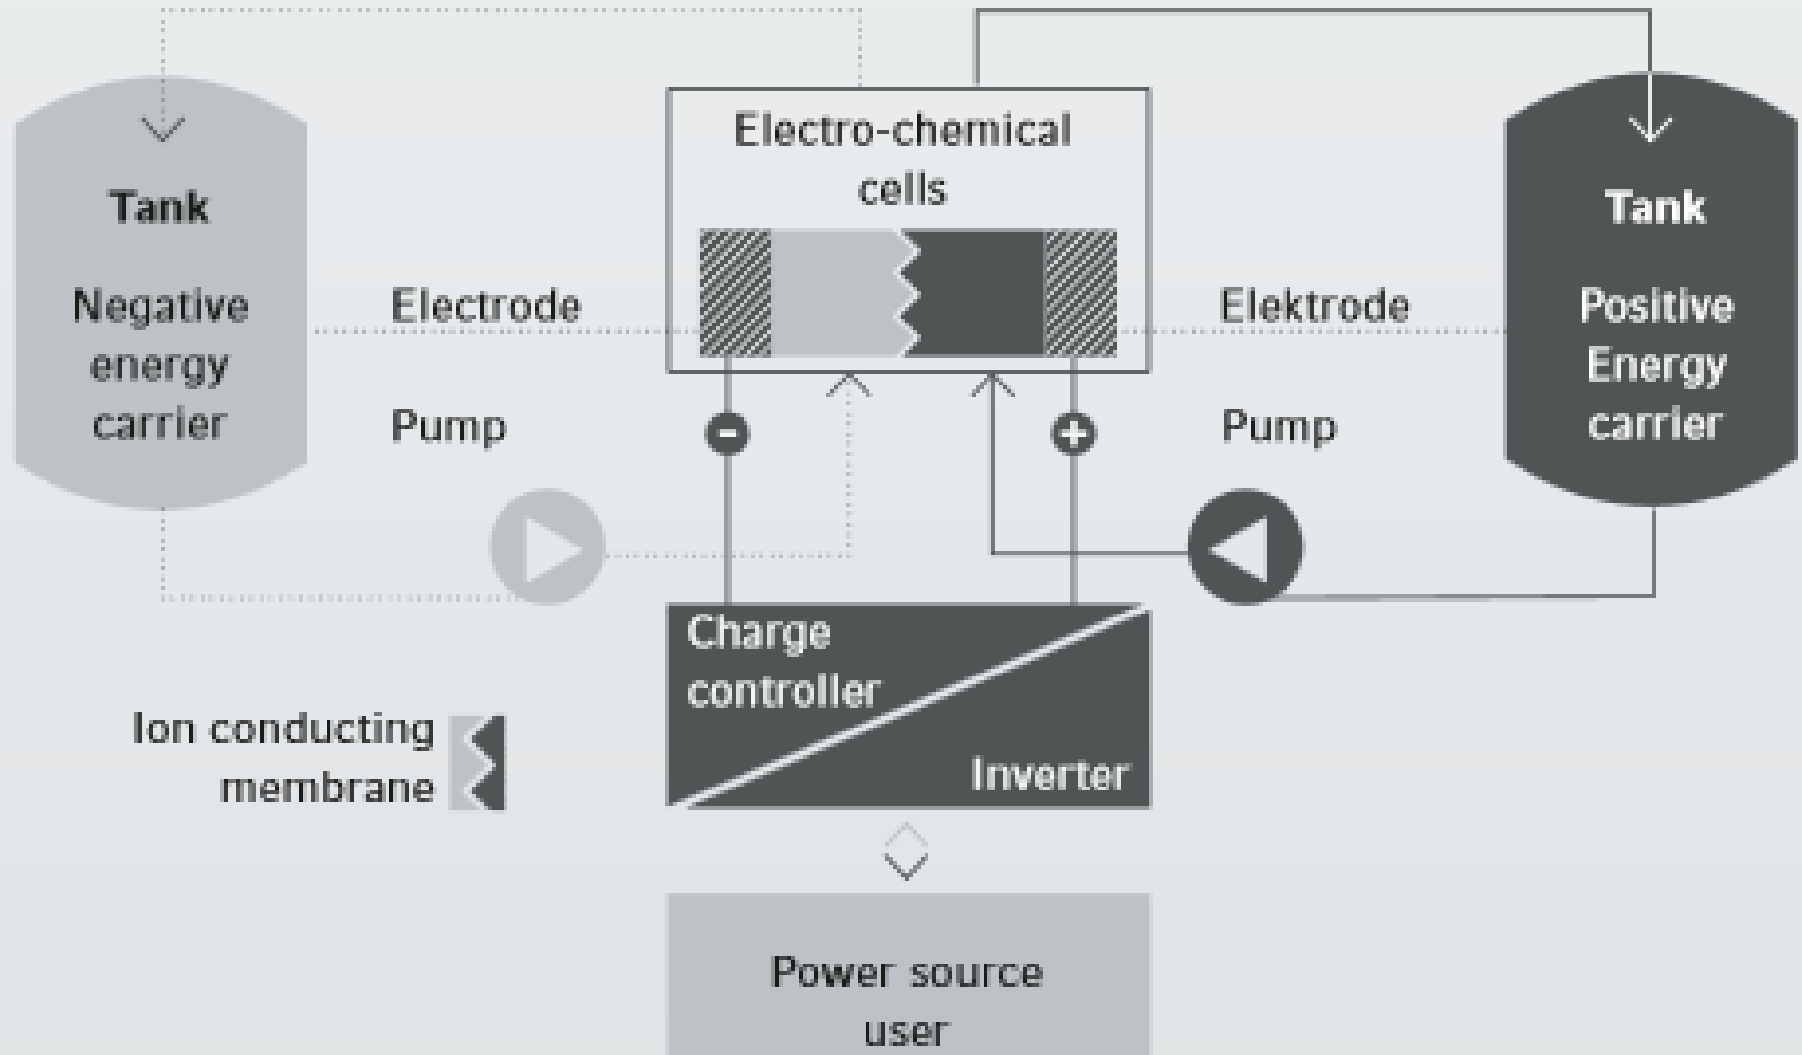 Electro-chemical
cells
Tank
Negative
energy
carrier
Electrode
Pump
-
+
Elektrode
Pump
Tank
Positive
Energy
carrier
Charge
controller
Inverter
Ion conducting
membrane
Power source
user